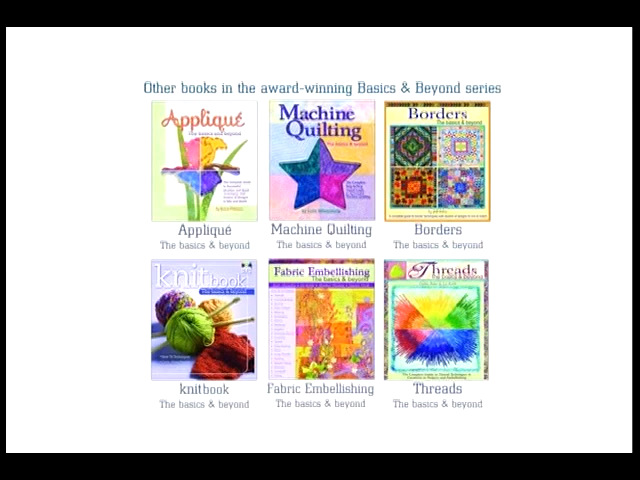 Other books in the award-winning Basics & Beyond series
Appliqué
The basics and beyond
Machine
Quilting
The basics & beyond
Borders
The basics & beyond
Appliqué
The basics & beyond
Machine Quilting
The basics & beyond
Borders
The basics & beyond
knitbook
The basics & beyond
Fabric Embellishing
The basics & beyond
Threads
The basics & beyond
knitbook
The basics & beyond
Fabric Embellishing
The basics & beyond
Threads
The basics & beyond